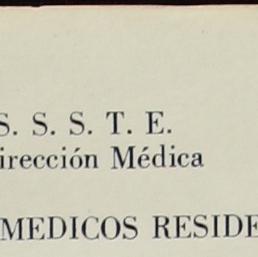 S. S. S. T. E.
irección Médica
MEDICOS RESIDE